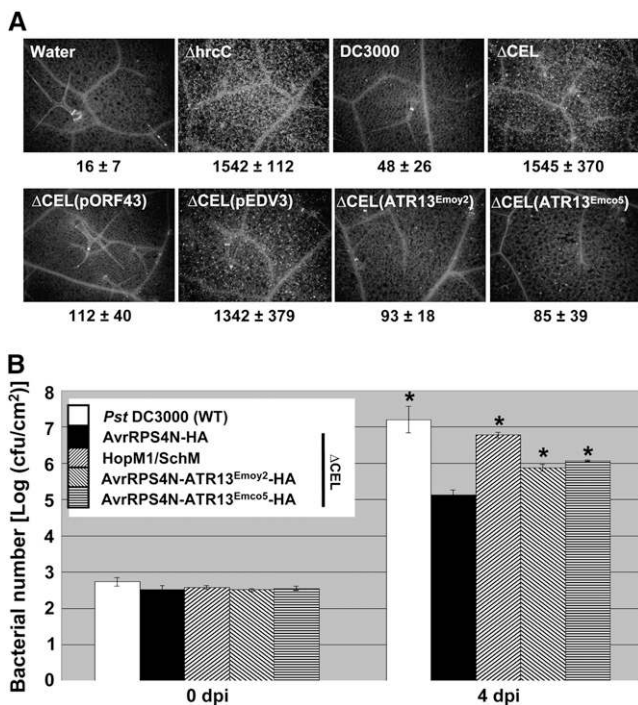 A
Water ΔhrcC DC3000 ΔCEL
16 ± 7 1542 ± 112 48 ± 26 1545 ± 370
ΔCEL(pORF43) ΔCEL(pEDV3) ΔCEL(ATR13Emoy2) ΔCEL(ATR13Emco5)
112 ± 40 1342 ± 379 93 ± 18 85 ± 39
B
Bacterial number [Log (cfu/cm²)]
8
7
6
5
4
3
2
1
0
Pst DC3000 (WT)
AvrRPS4N-HA
HopM1/SchM
AvrRPS4N-ATR13Emoy2-HA
AvrRPS4N-ATR13Emco5-HA
ΔCEL
* * * *
0 dpi 4 dpi